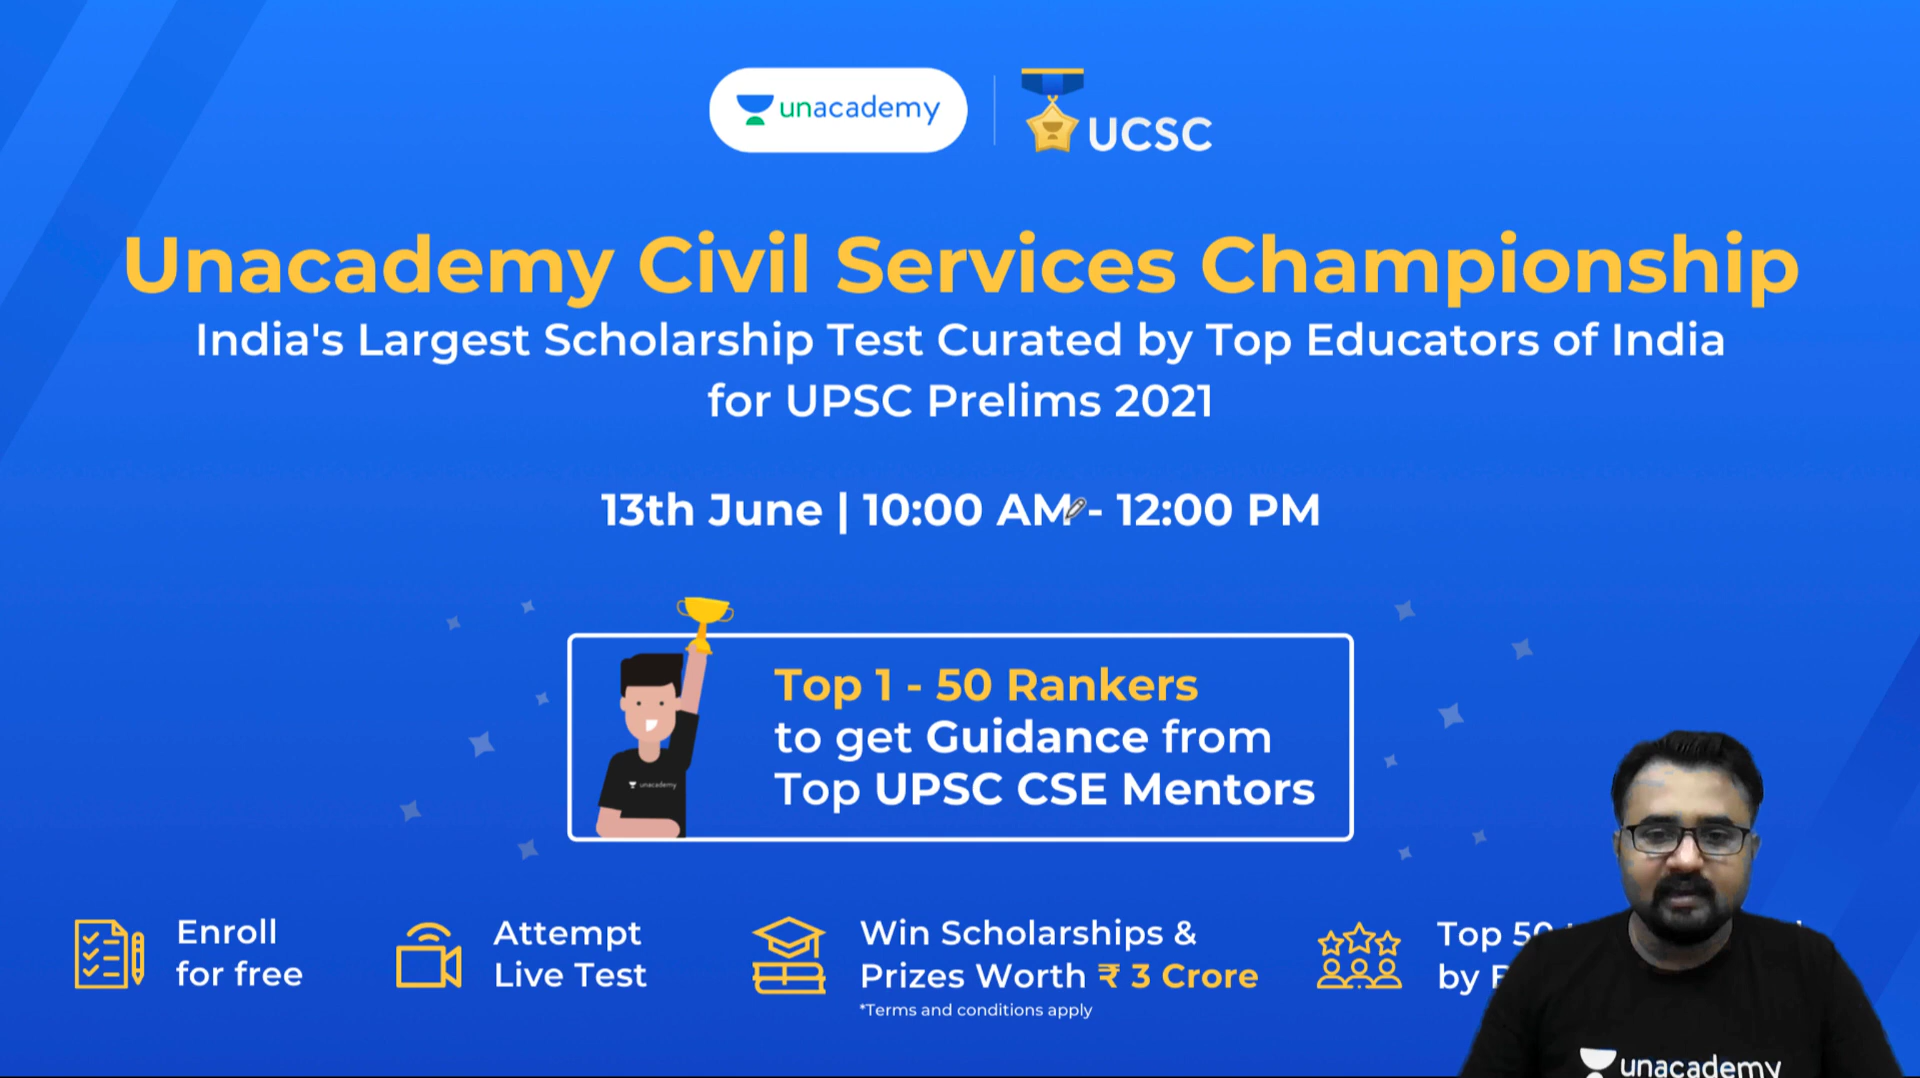 unacademy
UCSC
Unacademy Civil Services Championship
India's Largest Scholarship Test Curated by Top Educators of India
for UPSC Prelims 2021
13th June | 10:00 AM - 12:00 PM
Top 1 - 50 Rankers
to get Guidance from
Top UPSC CSE Mentors
unacademy
Enroll
for free
Attempt
Live Test
Win Scholarships &
Prizes Worth ₹ 3 Crore
*Terms and conditions apply
Top 50
by
unacademy